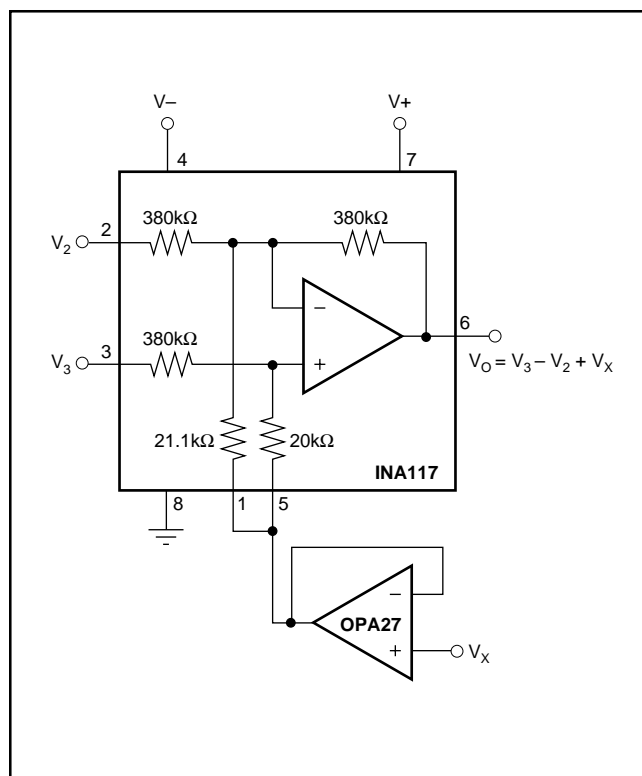 V– V+
4 7
380kΩ 380kΩ
2
V2
–
6
3
V3
380kΩ
+
VO = V3 – V2 + VX
21.1kΩ 20kΩ
INA117
8 1 5
–
OPA27
+
VX